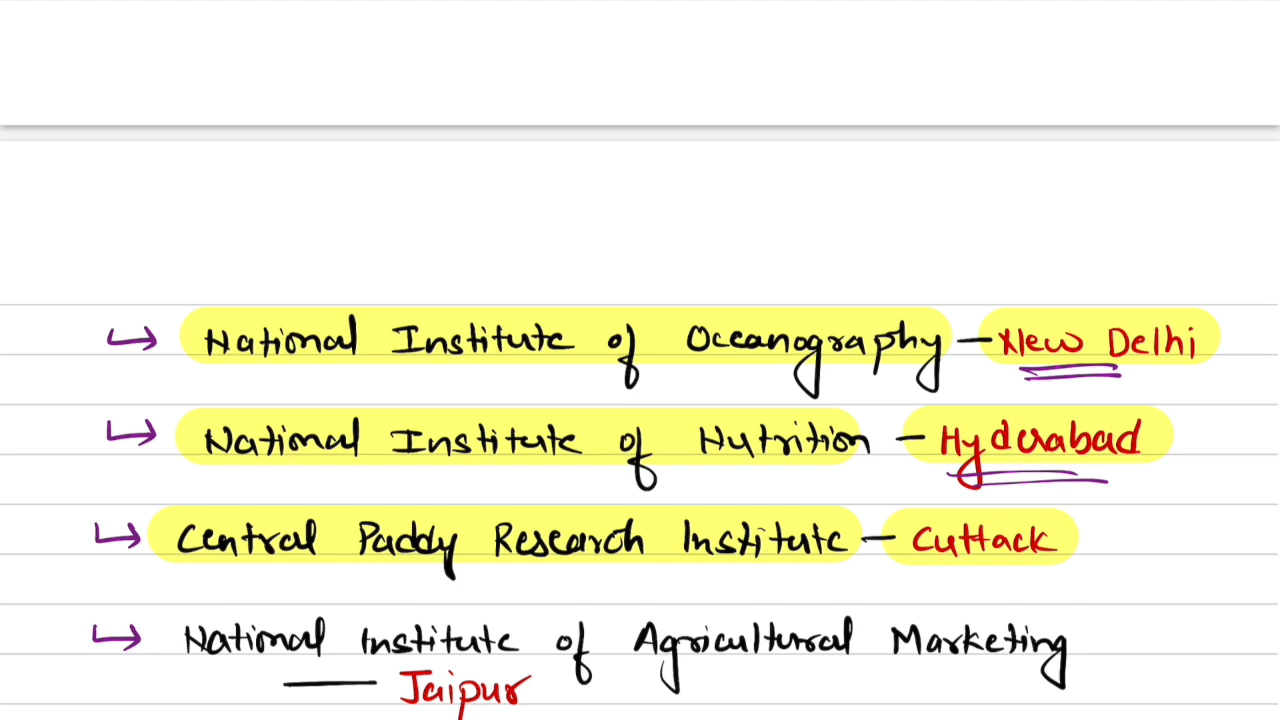 ↳ National Institute of Oceanography – New Delhi
↳ National Institute of Nutrition – Hyderabad
↳ Central Paddy Research Institute – Cuttack
↳ National Institute of Agricultural Marketing
— Jaipur